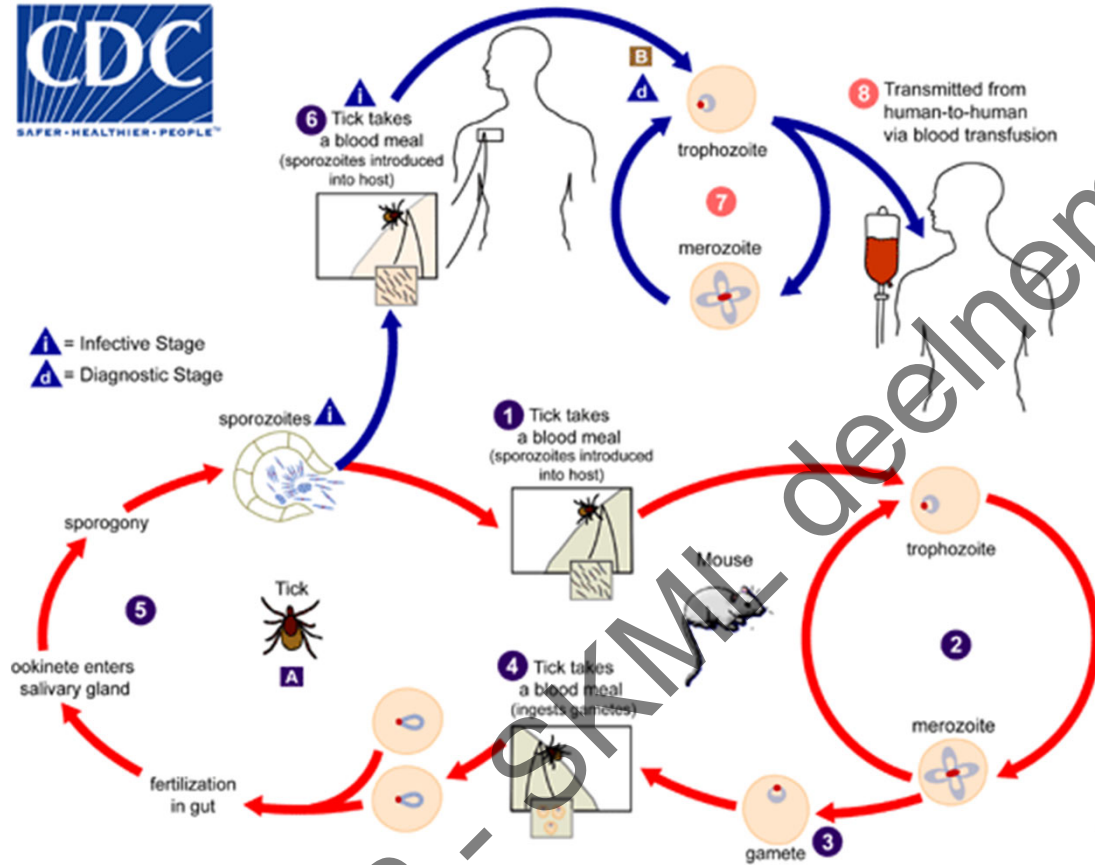 CDC
SAFER • HEALTHIER • PEOPLE™
i
6 Tick takes
a blood meal
(sporozoites introduced
into host)
B
d
trophozoite
7
merozoite
8 Transmitted from
human-to-human
via blood transfusion
i = Infective Stage
d = Diagnostic Stage
sporozoites i
1 Tick takes
a blood meal
(sporozoites introduced
into host)
trophozoite
Mouse
2
merozoite
gamete 3
4 Tick takes
a blood meal
(ingests gametes)
fertilization
in gut
ookinete enters
salivary gland
5
sporogony
Tick
A
- SKML deelnem